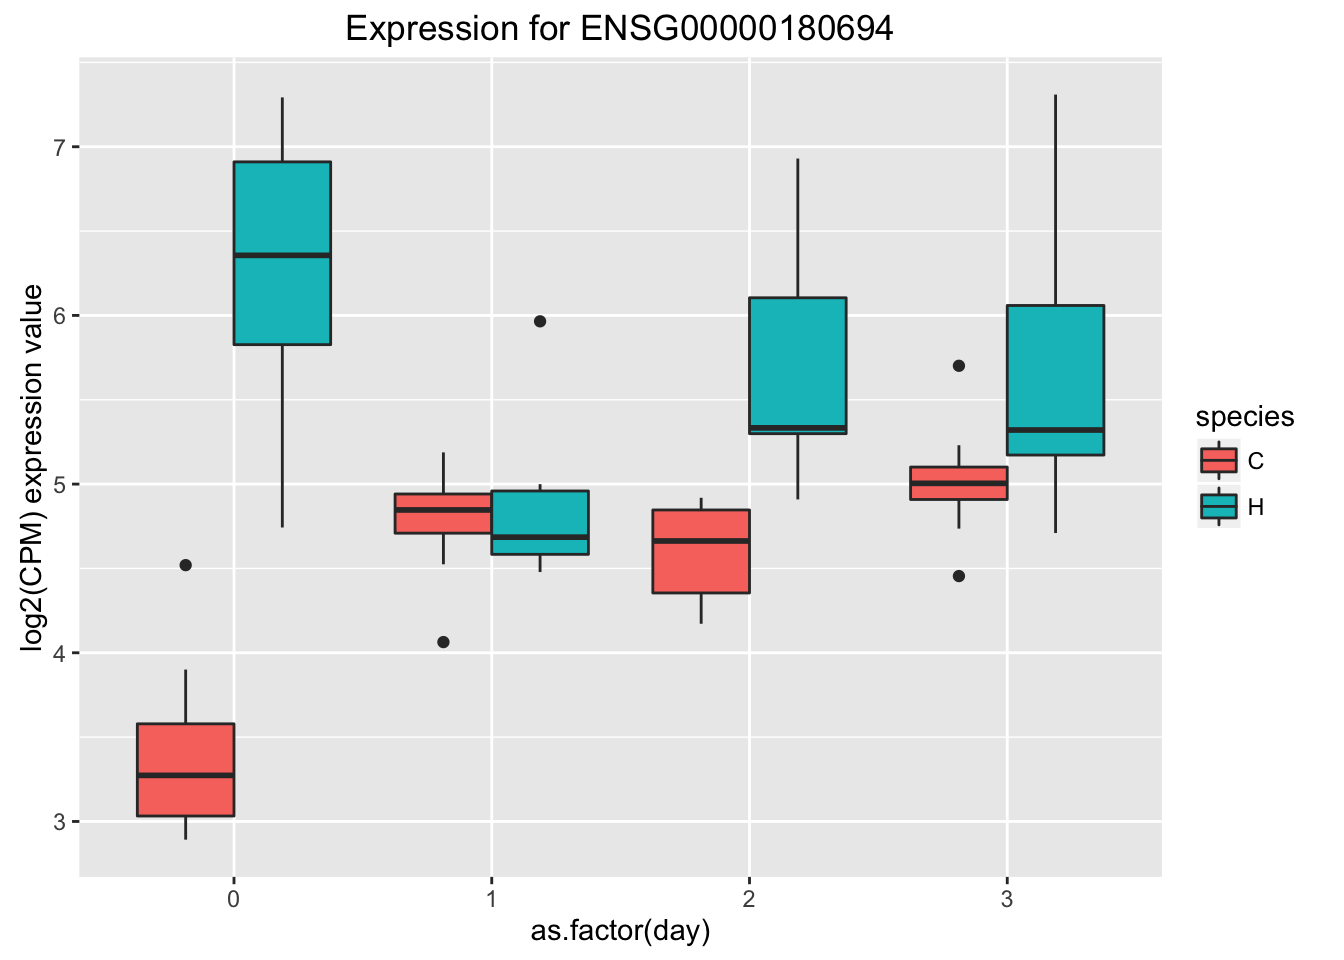 Expression for ENSG00000180694
log2(CPM) expression value
7
6
5
4
3
0 1 2 3
as.factor(day)
species
C
H